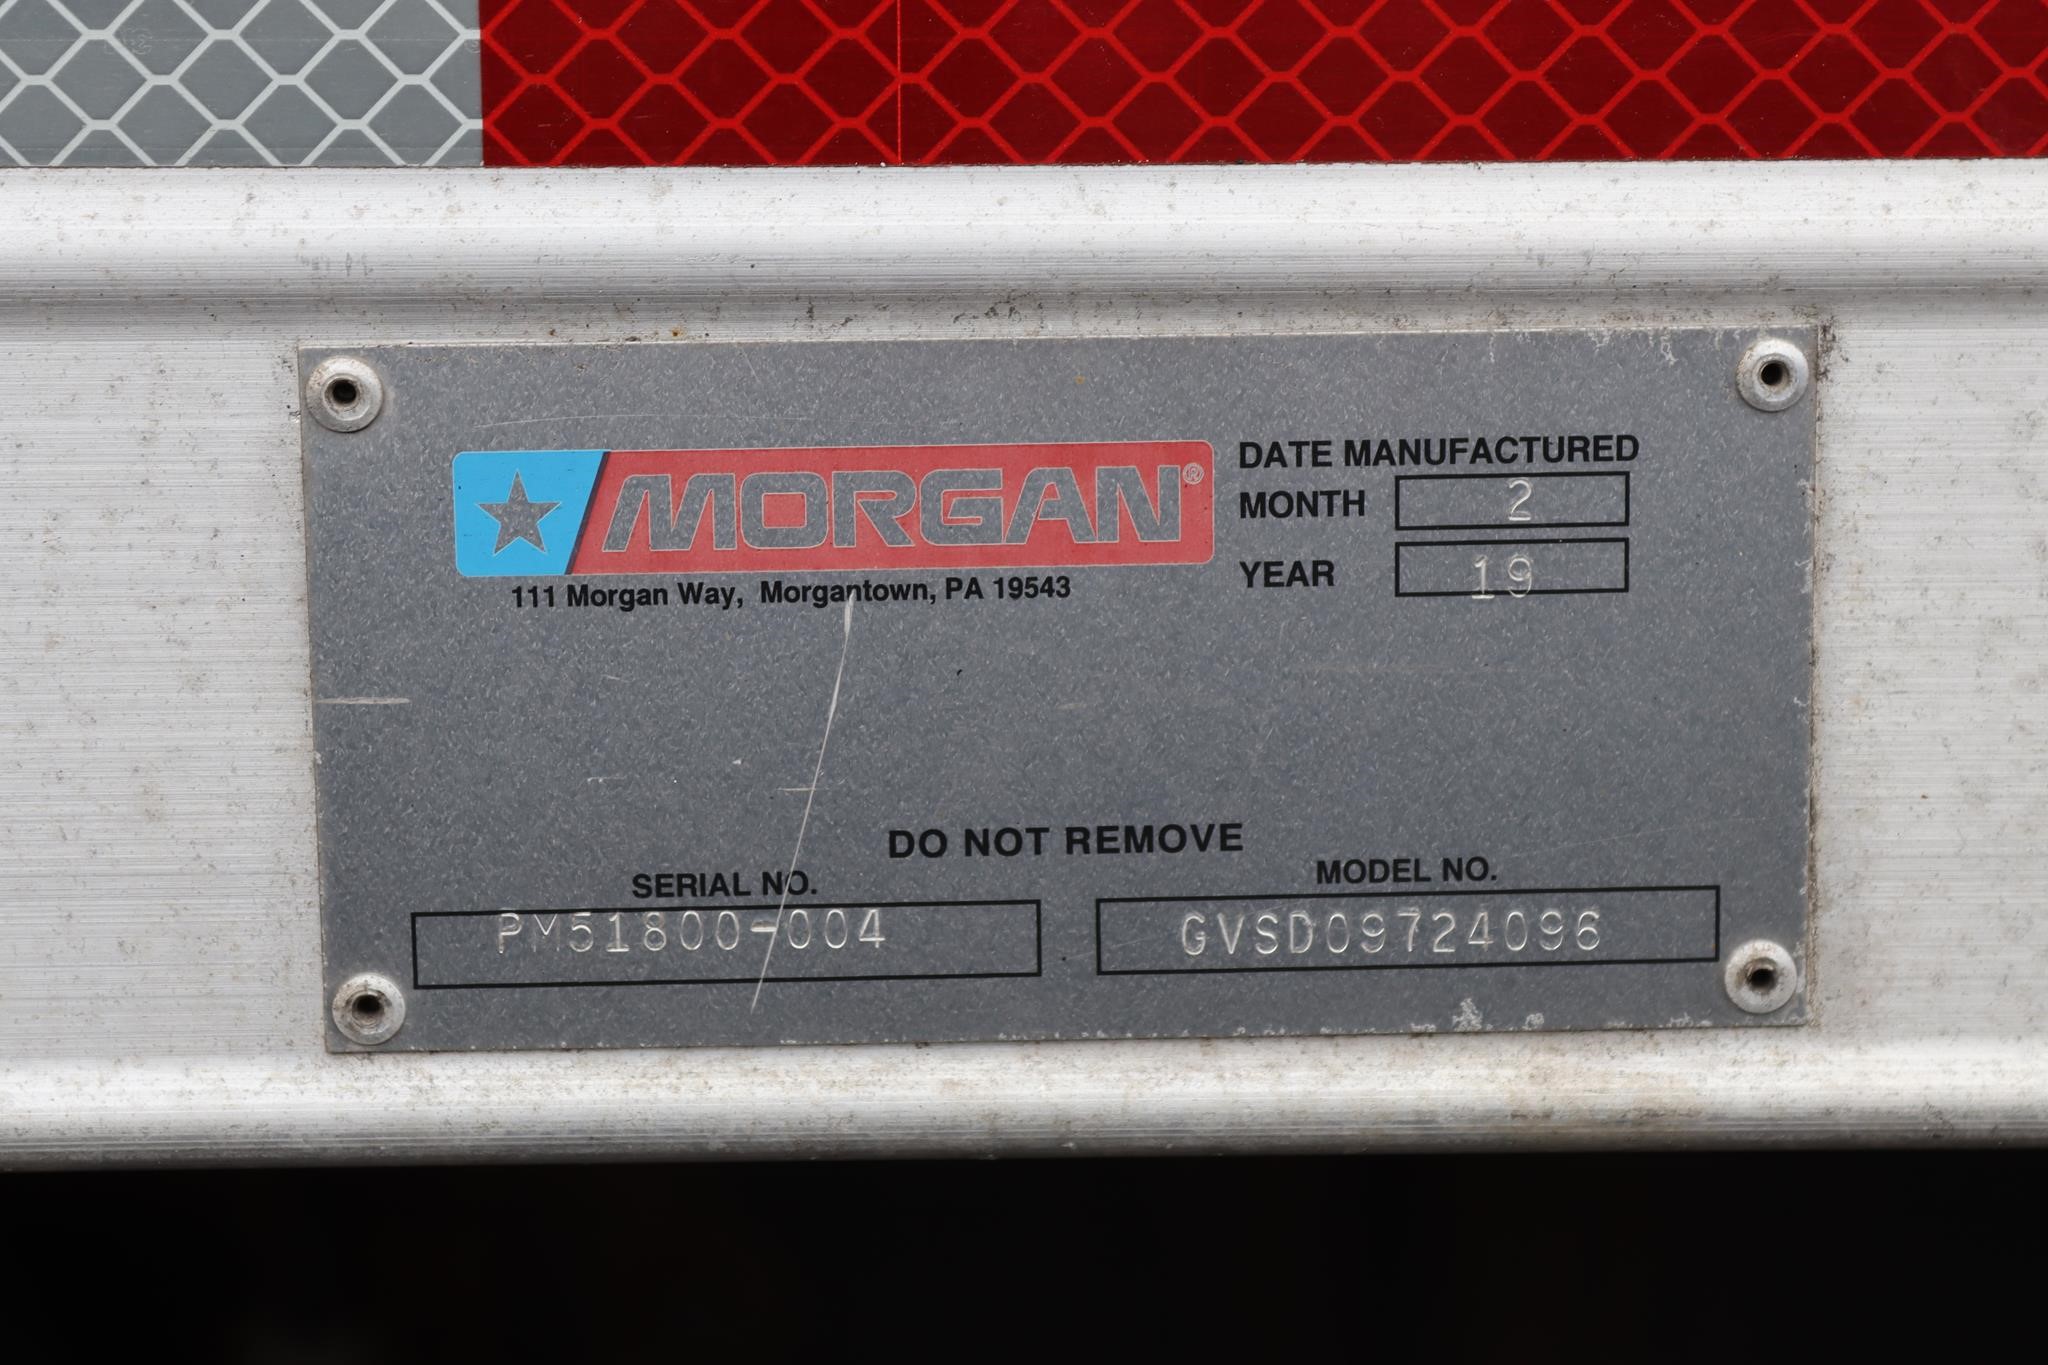 MORGAN®
111 Morgan Way, Morgantown, PA 19543
DATE MANUFACTURED
MONTH 2
YEAR 19
DO NOT REMOVE
SERIAL NO.
PM51800-004
MODEL NO.
GVSD09724096